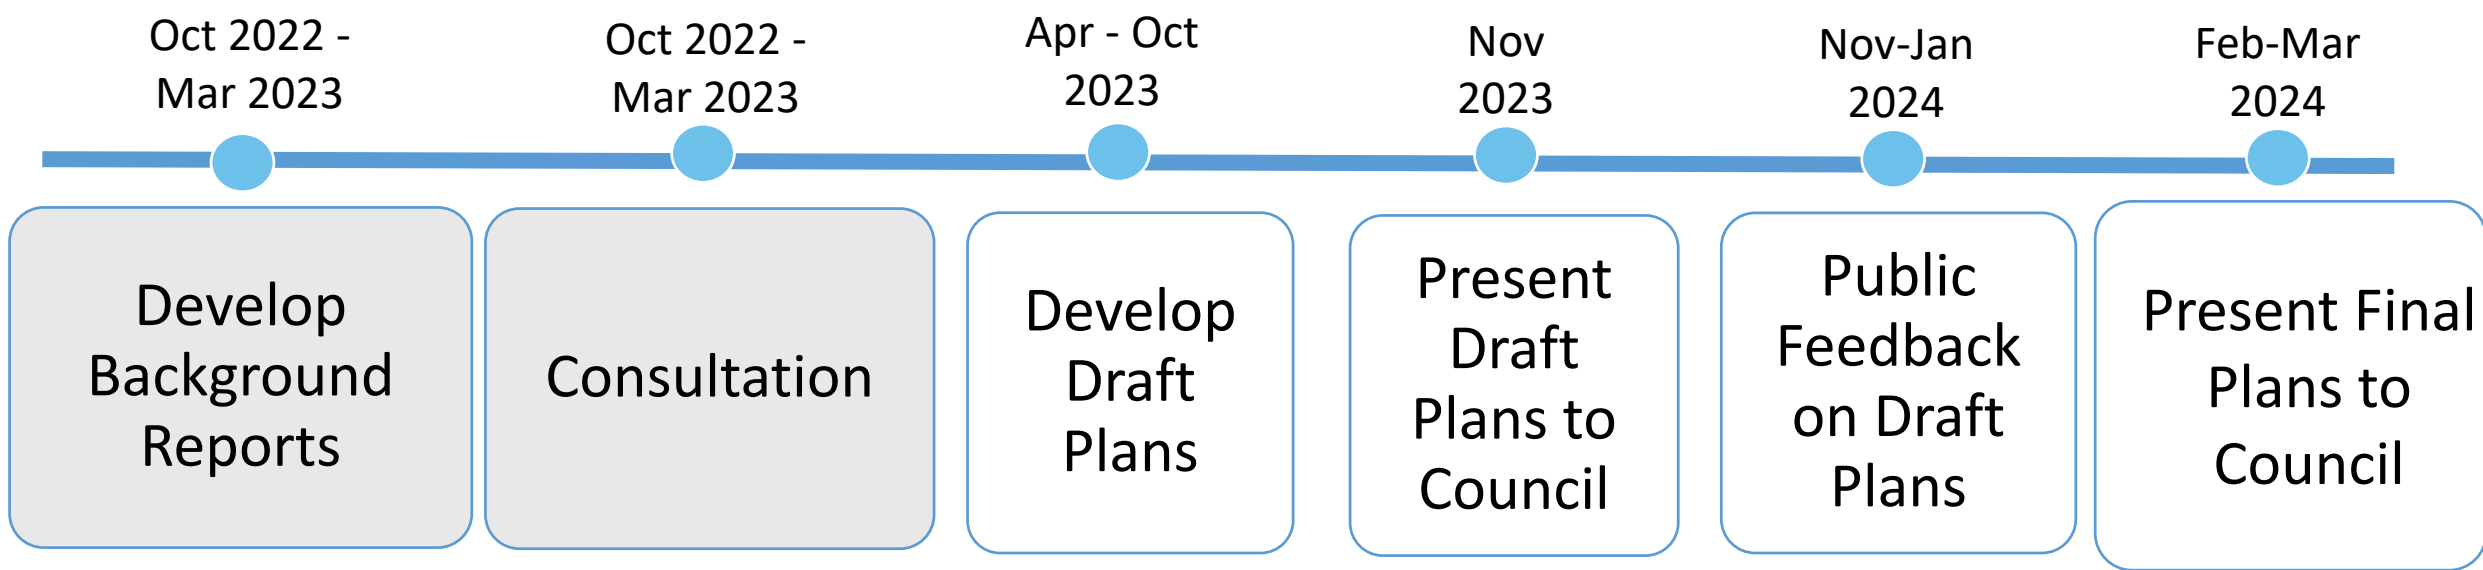 Oct 2022 -
Mar 2023
Oct 2022 -
Mar 2023
Apr - Oct
2023
Nov
2023
Nov-Jan
2024
Feb-Mar
2024
Develop
Background
Reports
Consultation
Develop
Draft
Plans
Present
Draft
Plans to
Council
Public
Feedback
on Draft
Plans
Present Final
Plans to
Council